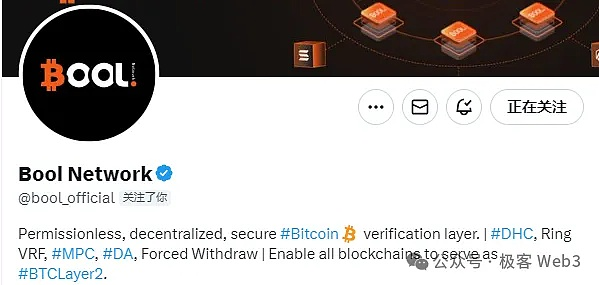 BOOL
正在关注
Bool Network
@bool_official 关注了你
Permissionless, decentralized, secure #Bitcoin verification layer. | #DHC, Ring
VRF, #MPC, #DA, Forced Withdraw | Enable all blockchains to serve as
#BTCLayer2.
公众号 · 极客 Web3